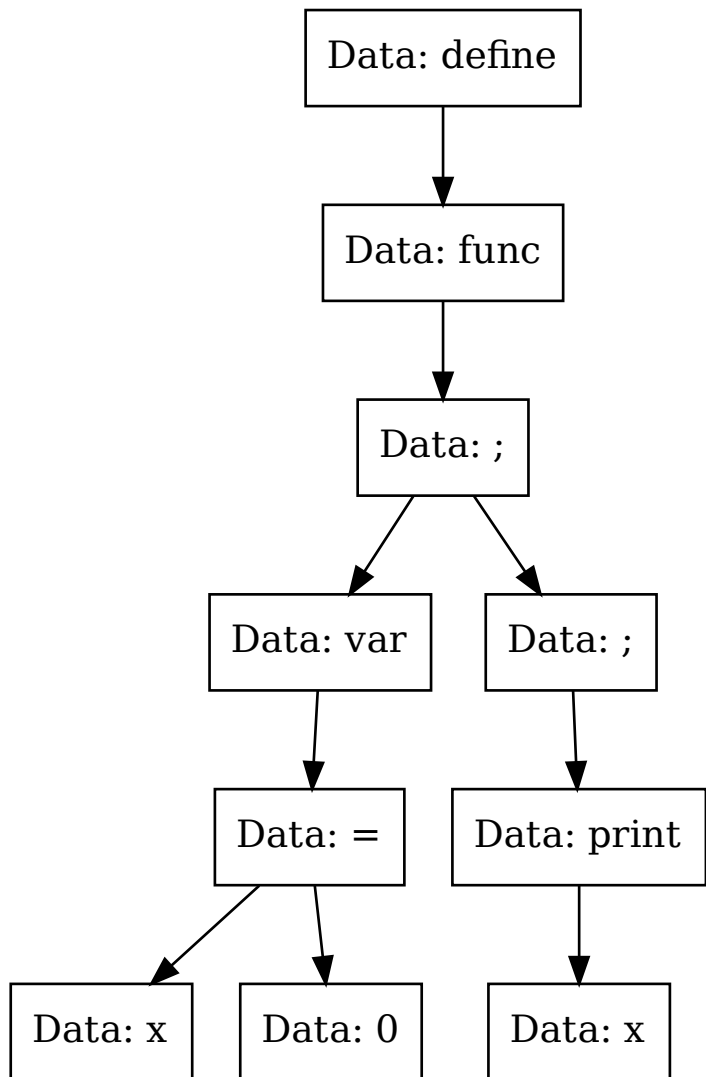 Data: define
Data: func
Data: ;
Data: var
Data: ;
Data: =
Data: print
Data: x
Data: 0
Data: x